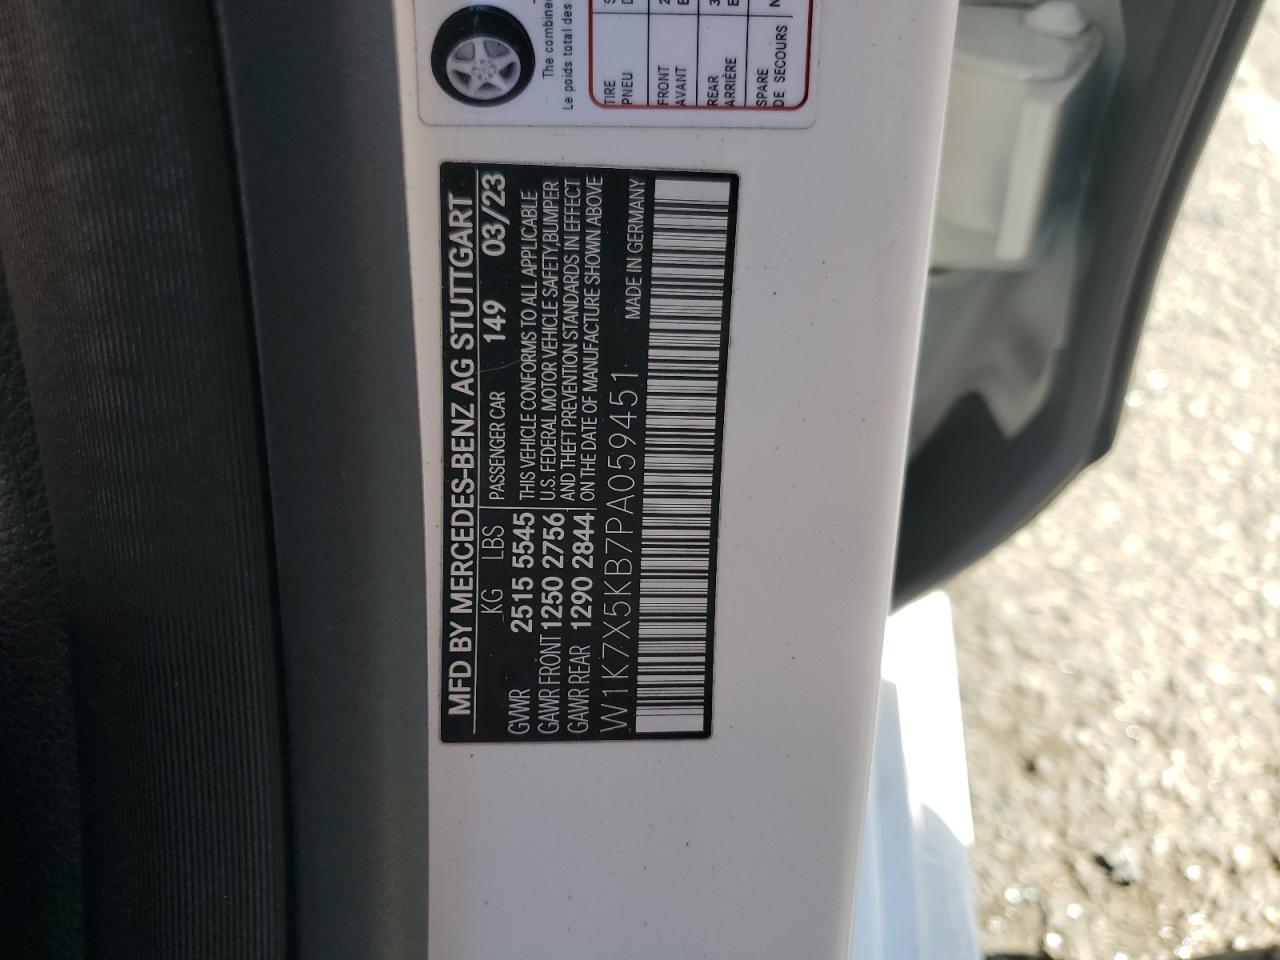 MFD BY MERCEDES-BENZ AG STUTTGART
KG LBS PASSENGER CAR 149 03/23
GVWR 2515 5545 THIS VEHICLE CONFORMS TO ALL APPLICABLE
GAWR FRONT 1250 2756 U.S. FEDERAL MOTOR VEHICLE SAFETY,BUMPER
GAWR REAR 1290 2844 AND THEFT PREVENTION STANDARDS IN EFFECT
ON THE DATE OF MANUFACTURE SHOWN ABOVE
W1K7X5KB7PA059451 MADE IN GERMANY
The combined
Le poids total des
TIRE
PNEU
FRONT
AVANT
REAR
ARRIÈRE
SPARE
DE SECOURS